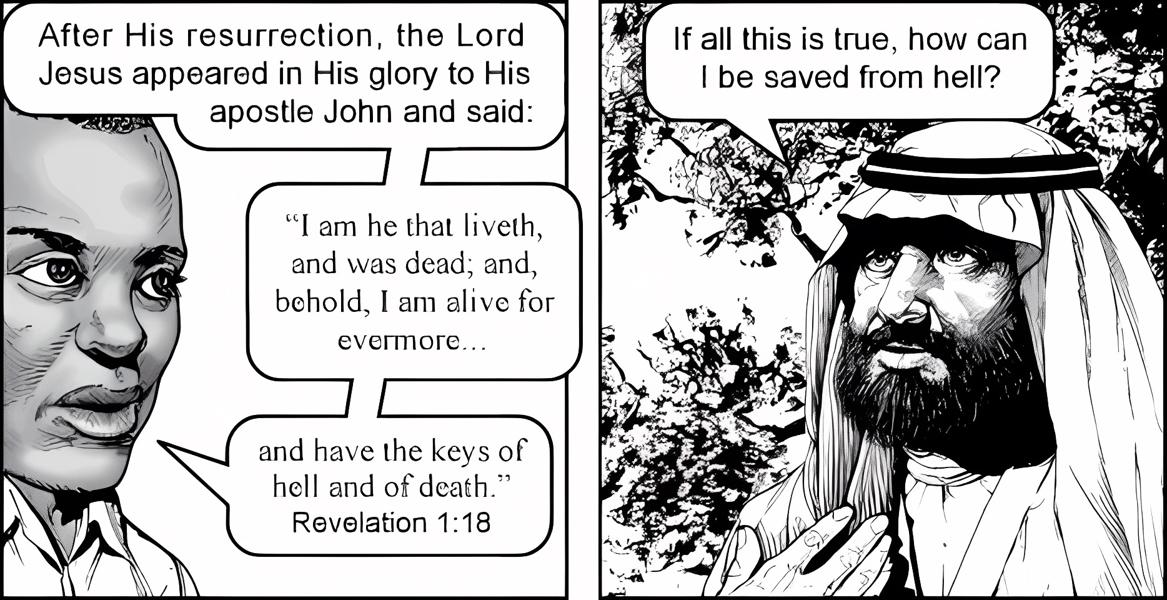 After His resurrection, the Lord
Jesus appeared in His glory to His
apostle John and said:
“I am he that liveth,
and was dead; and,
behold, I am alive for
evermore...
and have the keys of
hell and of death.”
Revelation 1:18
If all this is true, how can
I be saved from hell?